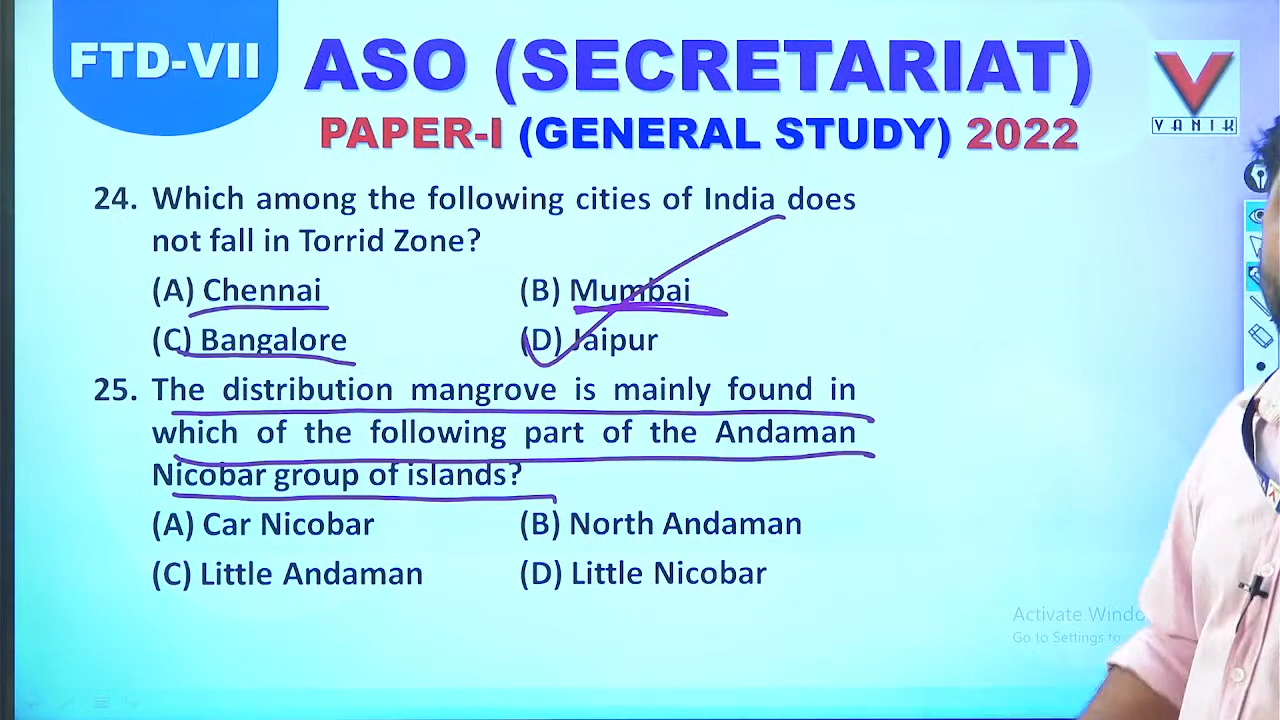 FTD-VII
ASO (SECRETARIAT)
PAPER-I (GENERAL STUDY) 2022
VANIK
24. Which among the following cities of India does
not fall in Torrid Zone?
(A) Chennai (B) Mumbai
(C) Bangalore (D) Jaipur
25. The distribution mangrove is mainly found in
which of the following part of the Andaman
Nicobar group of islands?
(A) Car Nicobar (B) North Andaman
(C) Little Andaman (D) Little Nicobar
Activate Windo
Go to Settings to